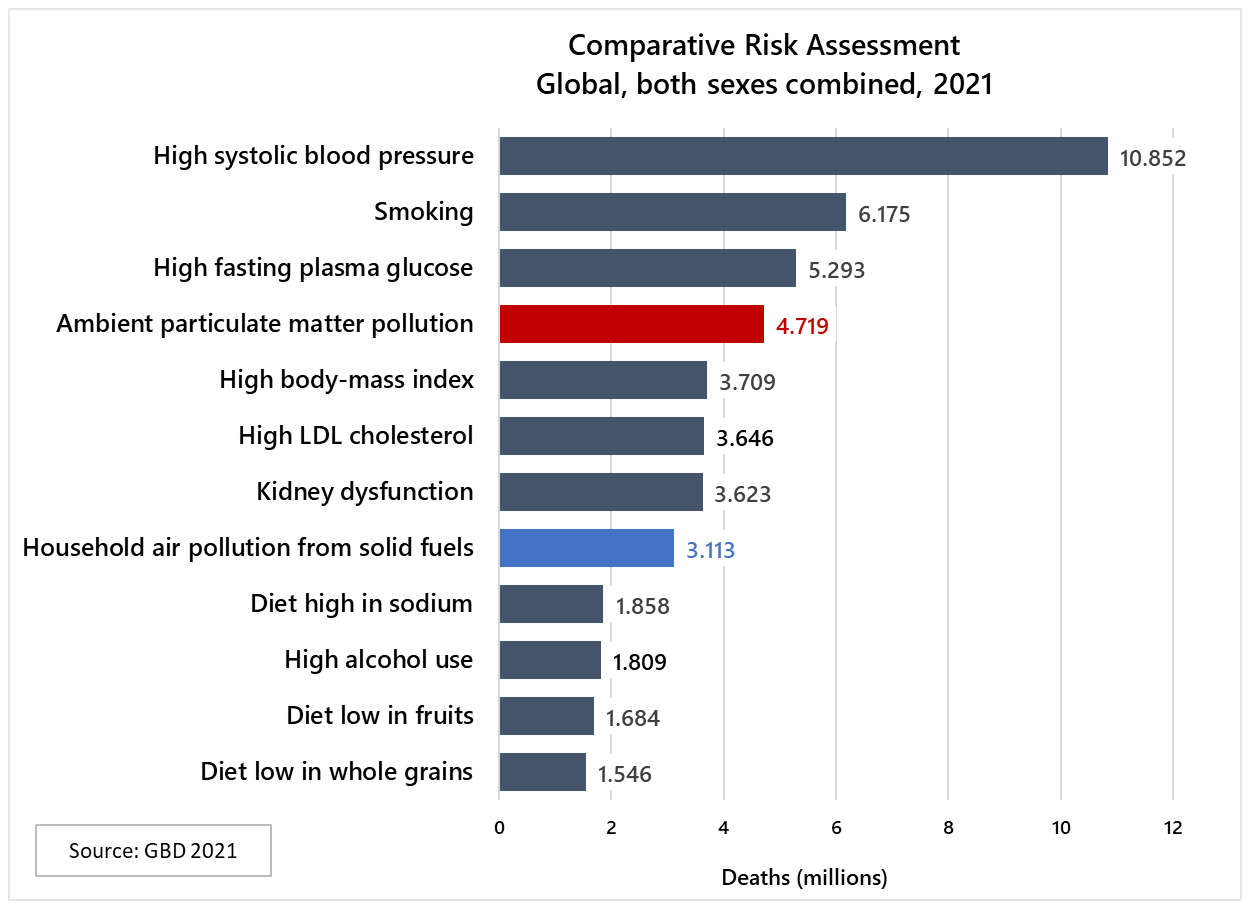 Comparative Risk Assessment
Global, both sexes combined, 2021
High systolic blood pressure 10.852
Smoking 6.175
High fasting plasma glucose 5.293
Ambient particulate matter pollution 4.719
High body-mass index 3.709
High LDL cholesterol 3.646
Kidney dysfunction 3.623
Household air pollution from solid fuels 3.113
Diet high in sodium 1.858
High alcohol use 1.809
Diet low in fruits 1.684
Diet low in whole grains 1.546
0 2 4 6 8 10 12
Source: GBD 2021
Deaths (millions)